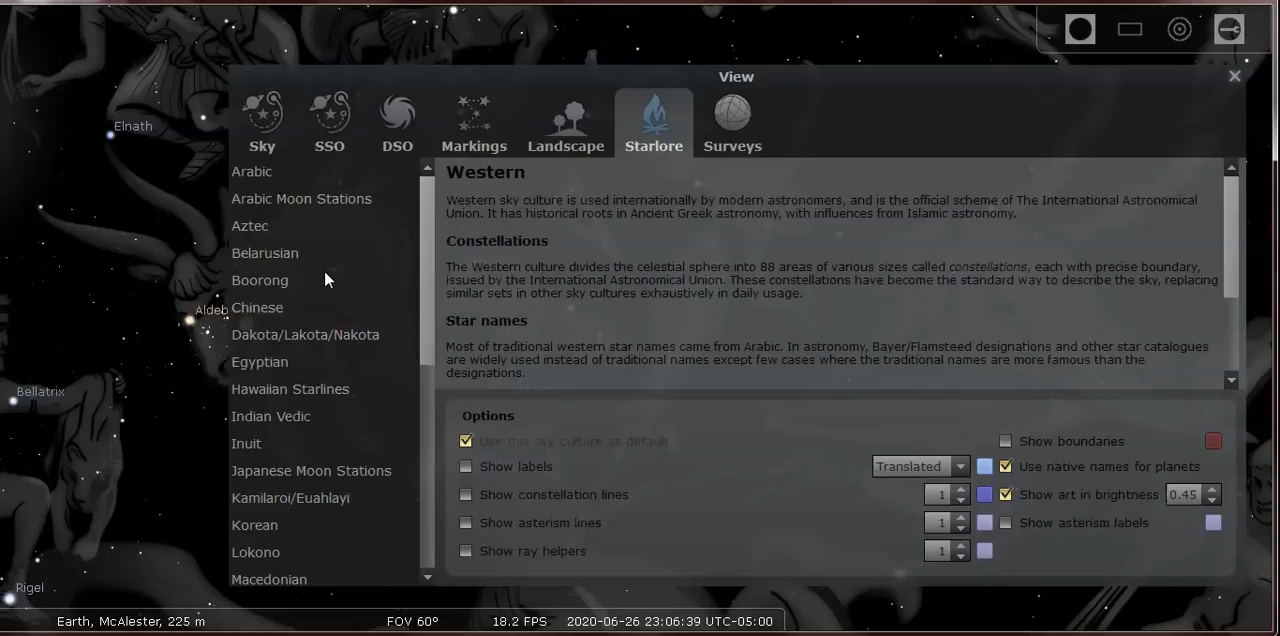 View
Elnath
Sky SSO DSO Markings Landscape Starlore Surveys
Arabic
Arabic Moon Stations
Aztec
Belarusian
Boorong
Chinese
Dakota/Lakota/Nakota
Egyptian
Hawaiian Starlines
Indian Vedic
Inuit
Japanese Moon Stations
Kamilaroi/Euahlayi
Korean
Lokono
Macedonian
Western
Western sky culture is used internationally by modern astronomers, and is the official scheme of The International Astronomical
Union. It has historical roots in Ancient Greek astronomy, with influences from Islamic astronomy.
Constellations
The Western culture divides the celestial sphere into 88 areas of various sizes called constellations, each with precise boundary,
issued by the International Astronomical Union. These constellations have become the standard way to describe the sky, replacing
similar sets in other sky cultures exhaustively in daily usage.
Star names
Most of traditional western star names came from Arabic. In astronomy, Bayer/Flamsteed designations and other star catalogues
are widely used instead of traditional names except few cases where the traditional names are more famous than the
designations.
Options
Use this sky culture as default
Show boundaries
Show labels
Translated
Use native names for planets
Show constellation lines
1
Show art in brightness 0.45
Show asterism lines
1
Show asterism labels
Show ray helpers
1
Aldeb
Bellatrix
Rigel
Earth, McAlester, 225 m FOV 60° 18.2 FPS 2020-06-26 23:06:39 UTC-05:00